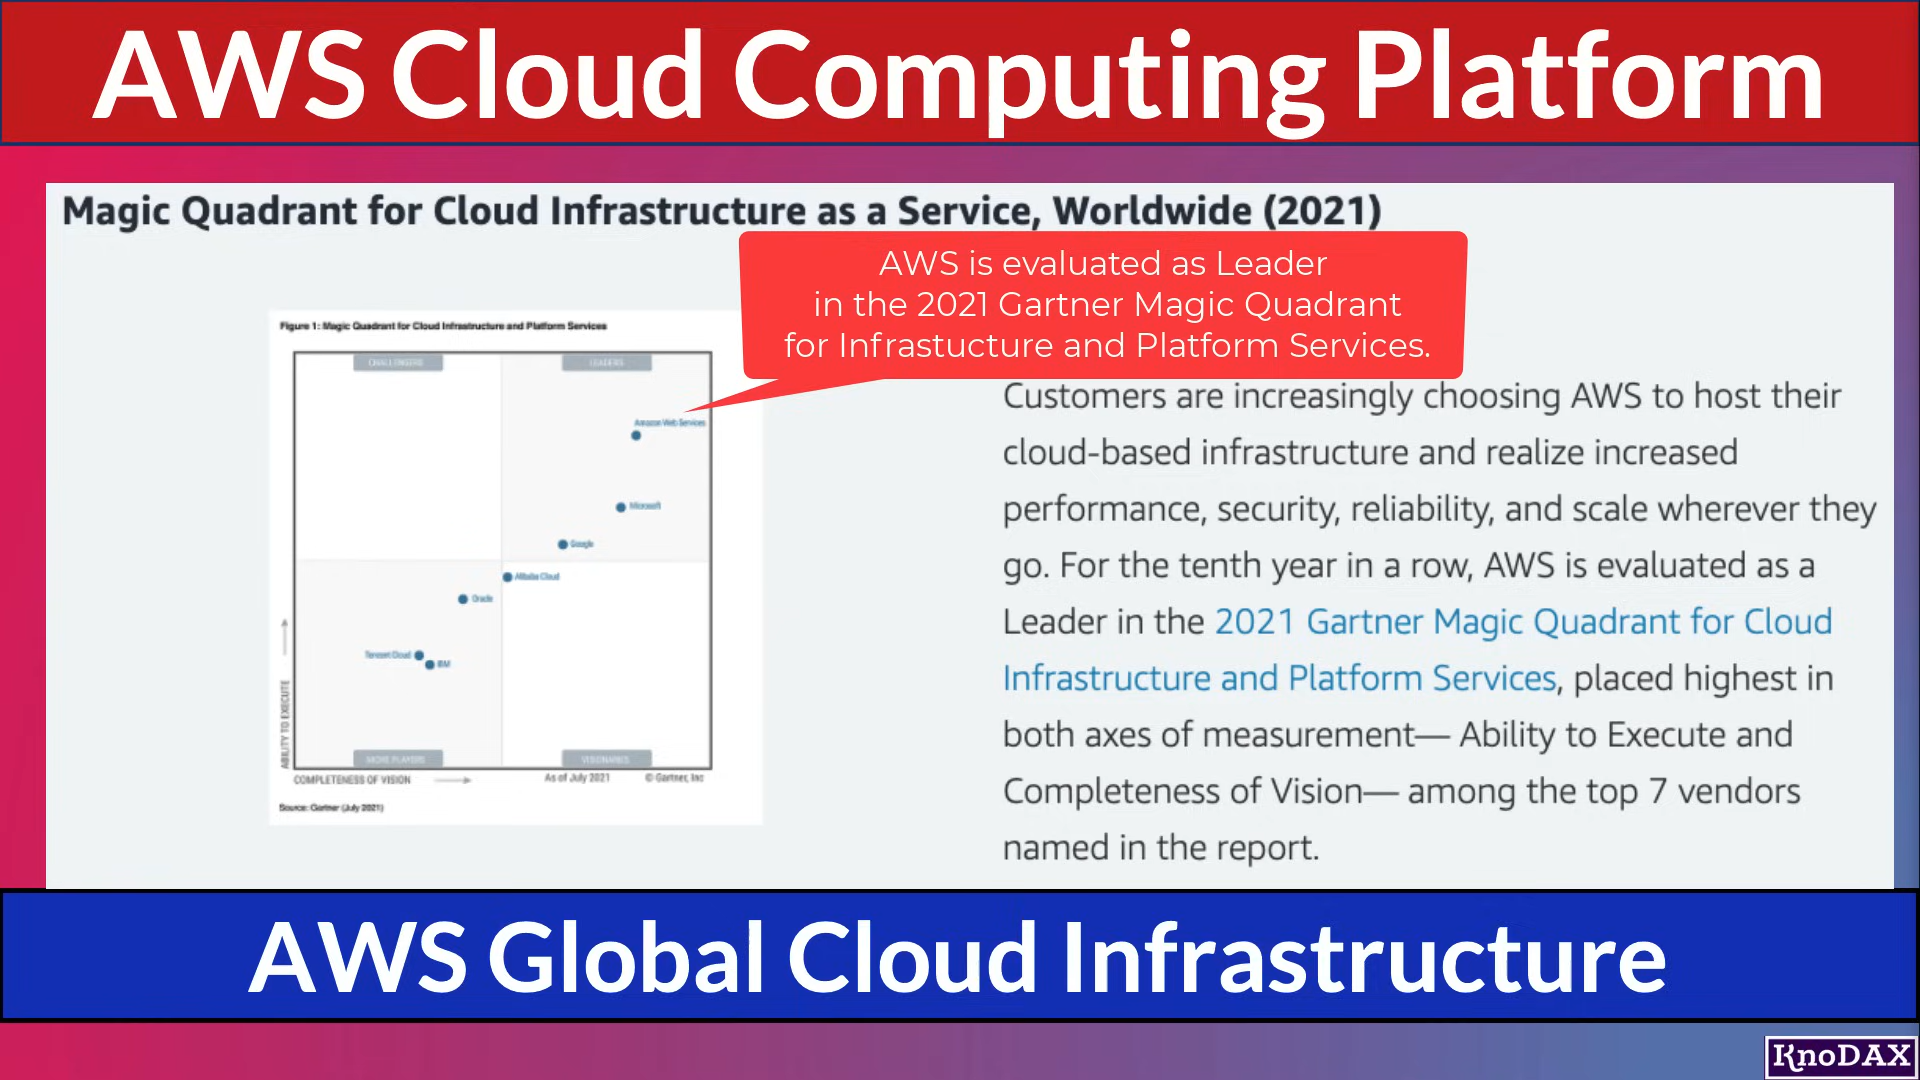 AWS Cloud Computing Platform
Magic Quadrant for Cloud Infrastructure as a Service, Worldwide (2021)
AWS is evaluated as Leader
in the 2021 Gartner Magic Quadrant
for Infrastucture and Platform Services.
Figure 1: Magic Quadrant for Cloud Infrastructure and Platform Services
CHALLENGERS
LEADERS
Amazon Web Services
Microsoft
Google
Alibaba Cloud
Oracle
Tencent Cloud
IBM
ABILITY TO EXECUTE
VISIONARIES
COMPLETENESS OF VISION
As of July 2021
© Gartner, Inc
Source: Gartner (July 2021)
Customers are increasingly choosing AWS to host their
cloud-based infrastructure and realize increased
performance, security, reliability, and scale wherever they
go. For the tenth year in a row, AWS is evaluated as a
Leader in the 2021 Gartner Magic Quadrant for Cloud
Infrastructure and Platform Services, placed highest in
both axes of measurement— Ability to Execute and
Completeness of Vision— among the top 7 vendors
named in the report.
AWS Global Cloud Infrastructure
KnoDAX